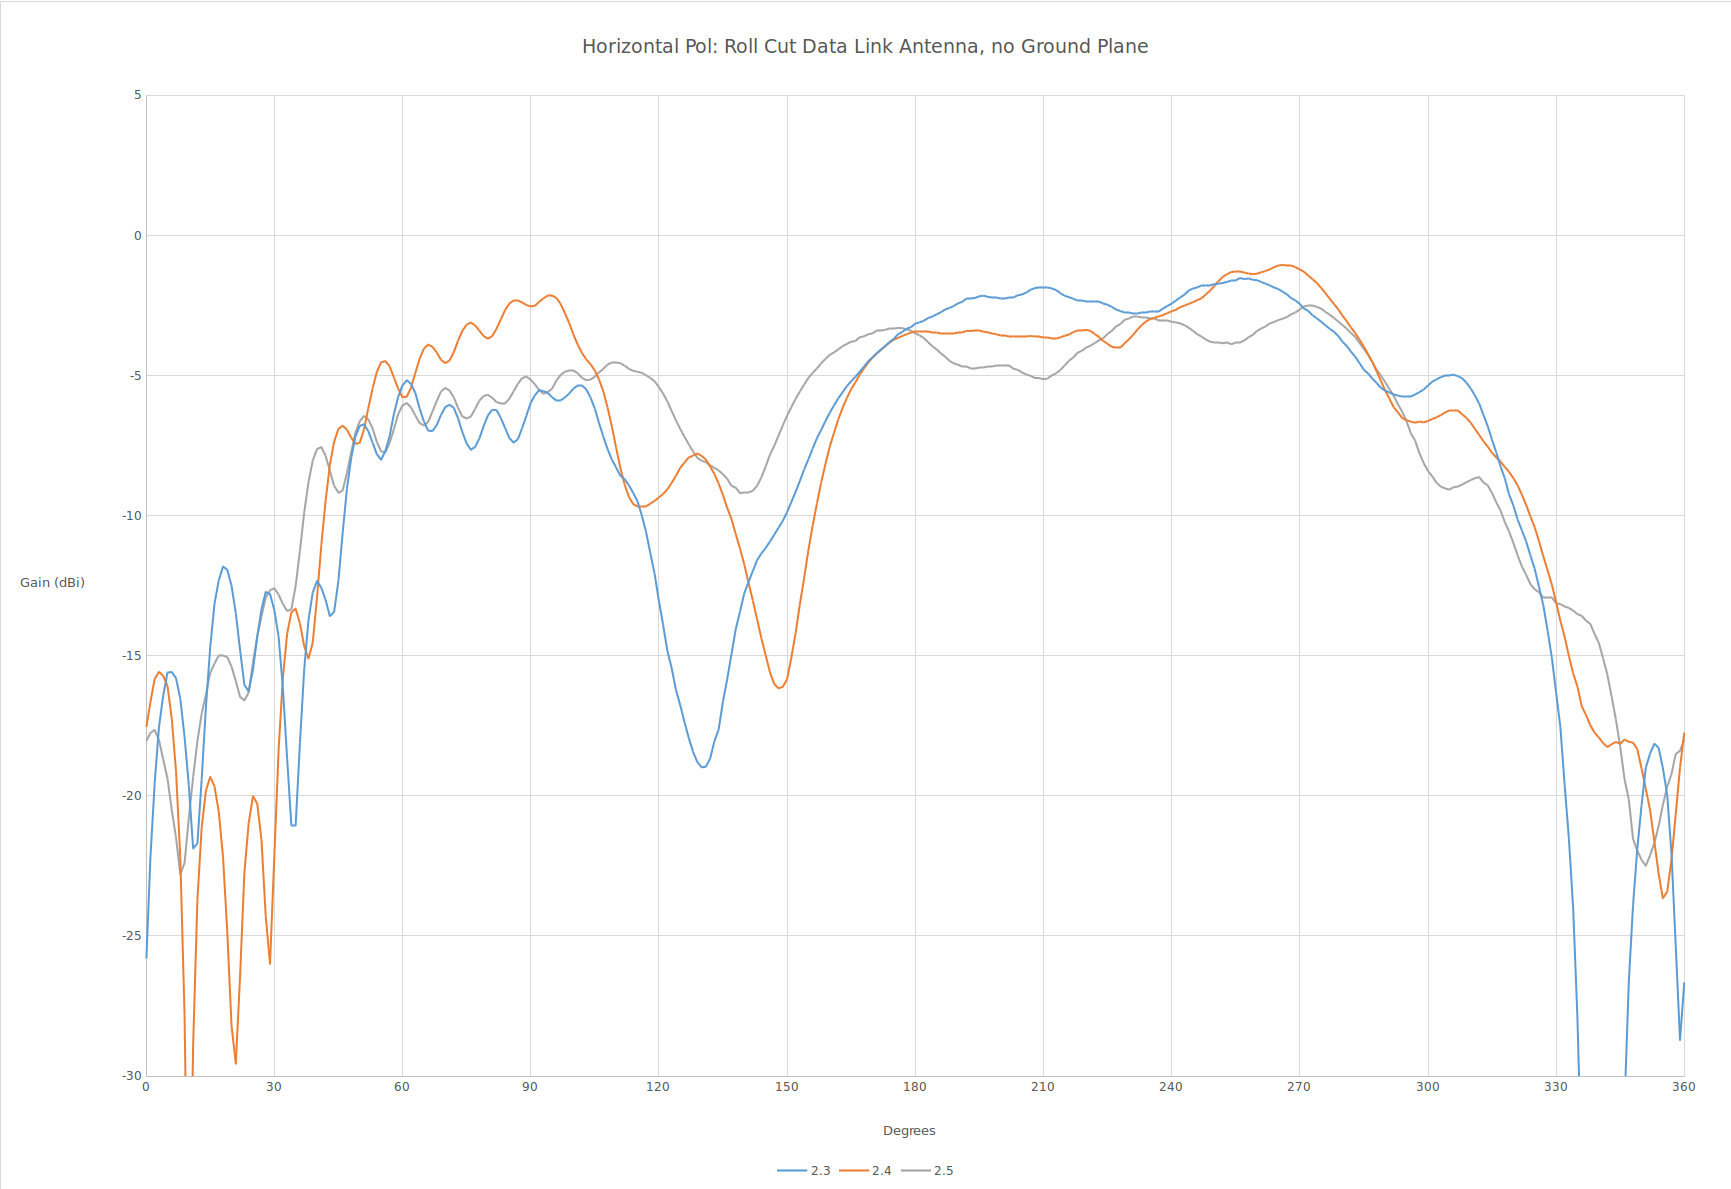 Horizontal Pol: Roll Cut Data Link Antenna, no Ground Plane
5
0
-5
-10
-15
-20
-25
-30
Gain (dBi)
0 30 60 90 120 150 180 210 240 270 300 330 360
Degrees
2.3 2.4 2.5